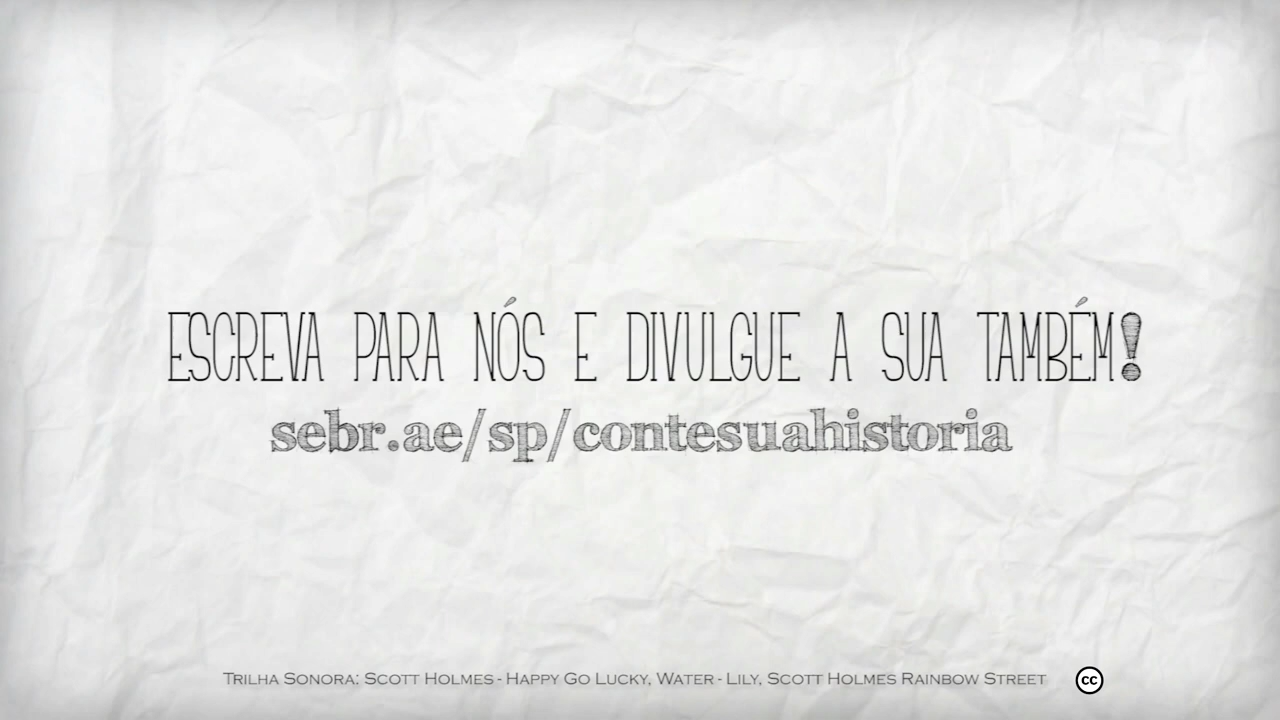 ESCREVA PARA NÓS E DIVULGUE A SUA TAMBÉM!
sebr.ae/sp/contesuahistoria
TRILHA SONORA: SCOTT HOLMES - HAPPY GO LUCKY, WATER - LILY, SCOTT HOLMES RAINBOW STREET cc